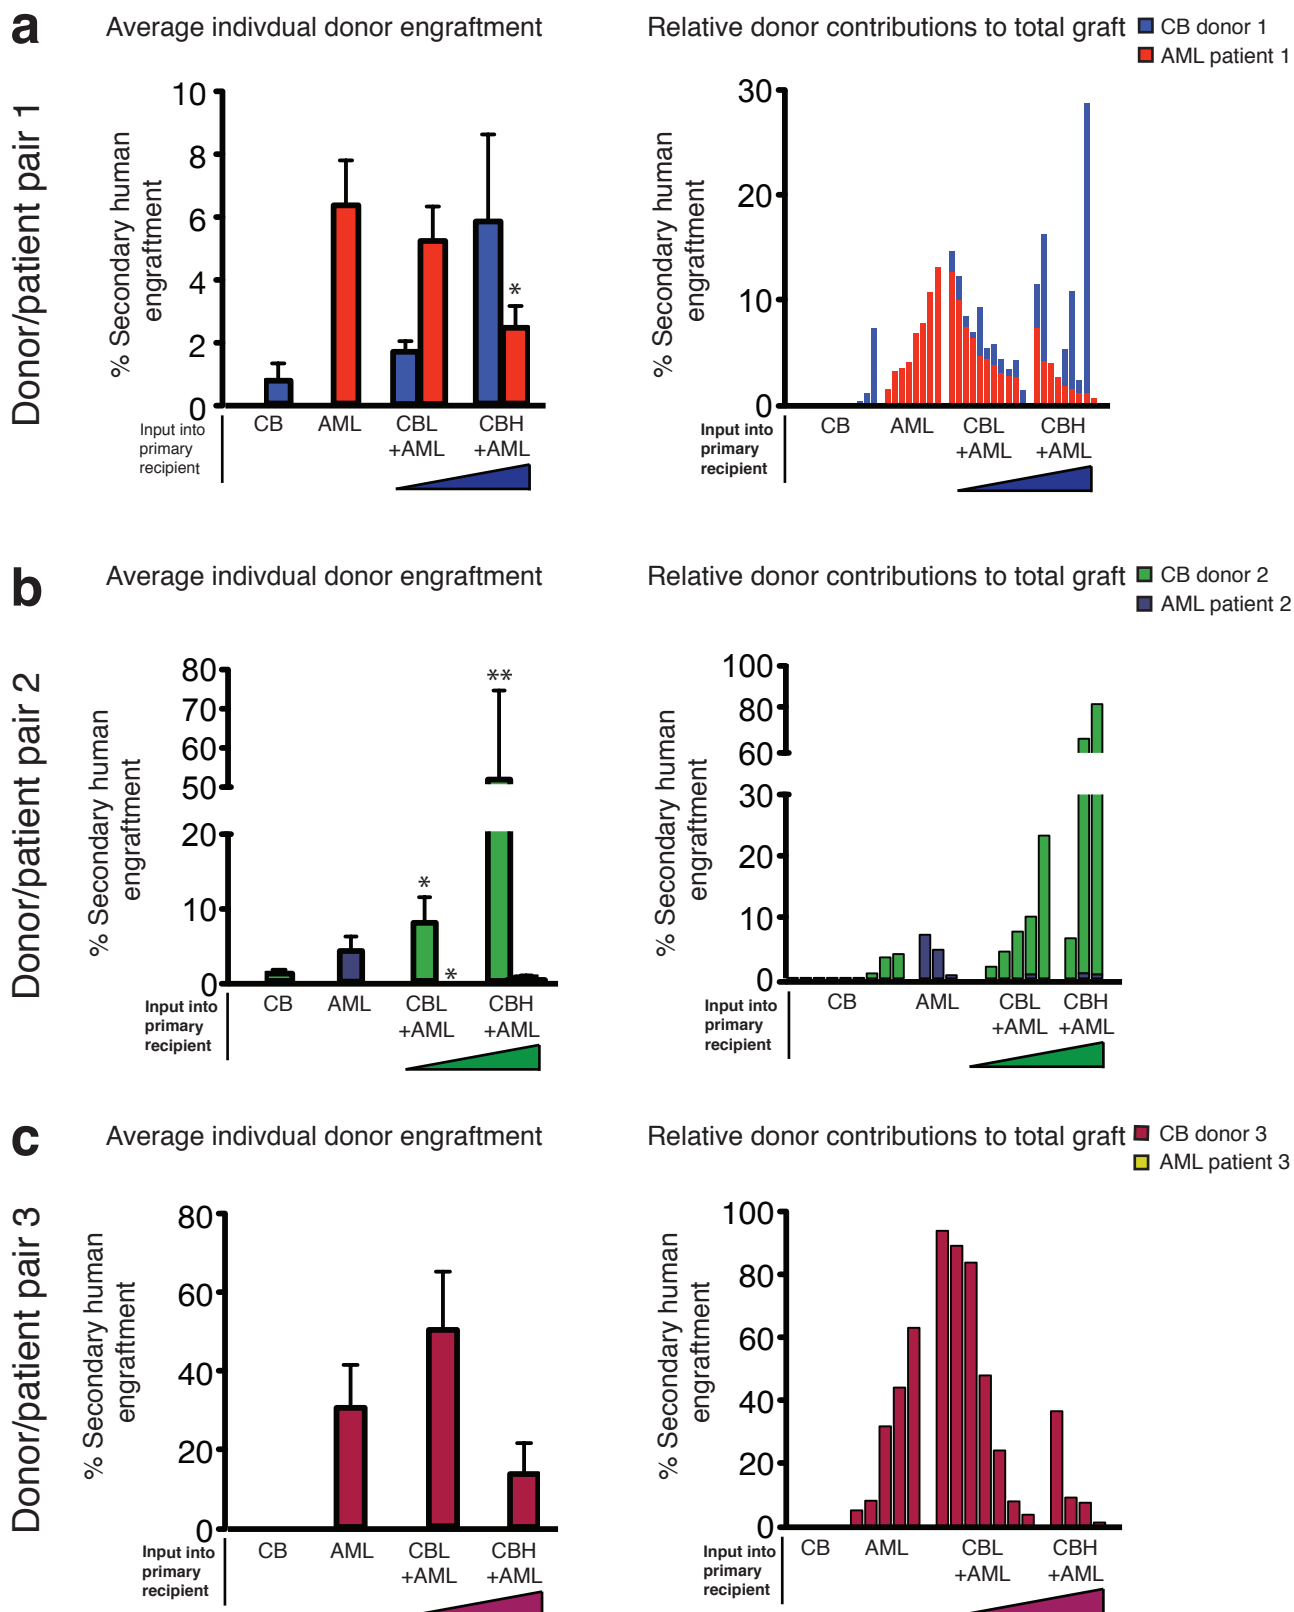 a
Average indivdual donor engraftment
Relative donor contributions to total graft
CB donor 1
AML patient 1
Donor/patient pair 1
% Secondary human
engraftment
10
8
6
4
2
0
*
CB
AML
CBL
+AML
CBH
+AML
Input into
primary
recipient
% Secondary human
engraftment
30
20
10
0
CB
AML
CBL
+AML
CBH
+AML
Input into
primary
recipient
b
Average indivdual donor engraftment
Relative donor contributions to total graft
CB donor 2
AML patient 2
Donor/patient pair 2
% Secondary human
engraftment
80
70
60
50
20
10
0
*
*
**
CB
AML
CBL
+AML
CBH
+AML
Input into
primary
recipient
% Secondary human
engraftment
100
80
60
30
20
10
0
CB
AML
CBL
+AML
CBH
+AML
Input into
primary
recipient
c
Average indivdual donor engraftment
Relative donor contributions to total graft
CB donor 3
AML patient 3
Donor/patient pair 3
% Secondary human
engraftment
80
60
40
20
0
CB
AML
CBL
+AML
CBH
+AML
Input into
primary
recipient
% Secondary human
engraftment
100
80
60
40
20
0
CB
AML
CBL
+AML
CBH
+AML
Input into
primary
recipient